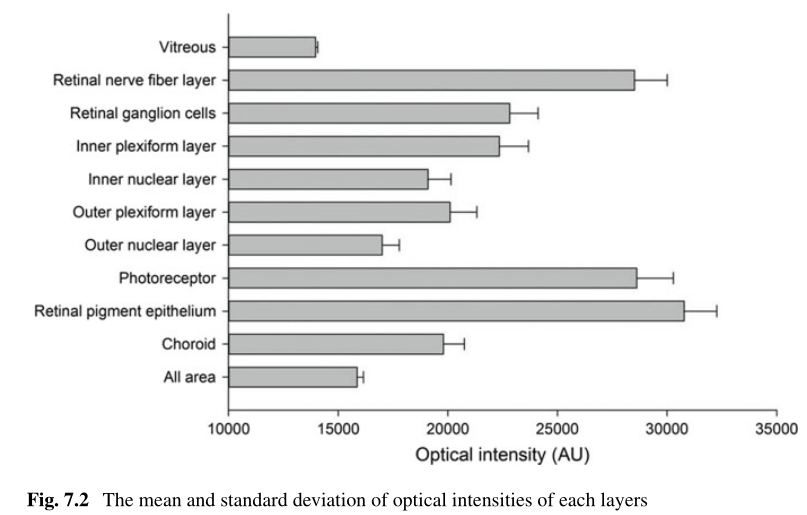 Vitreous
Retinal nerve fiber layer
Retinal ganglion cells
Inner plexiform layer
Inner nuclear layer
Outer plexiform layer
Outer nuclear layer
Photoreceptor
Retinal pigment epithelium
Choroid
All area
10000 15000 20000 25000 30000 35000
Optical intensity (AU)
Fig. 7.2 The mean and standard deviation of optical intensities of each layers